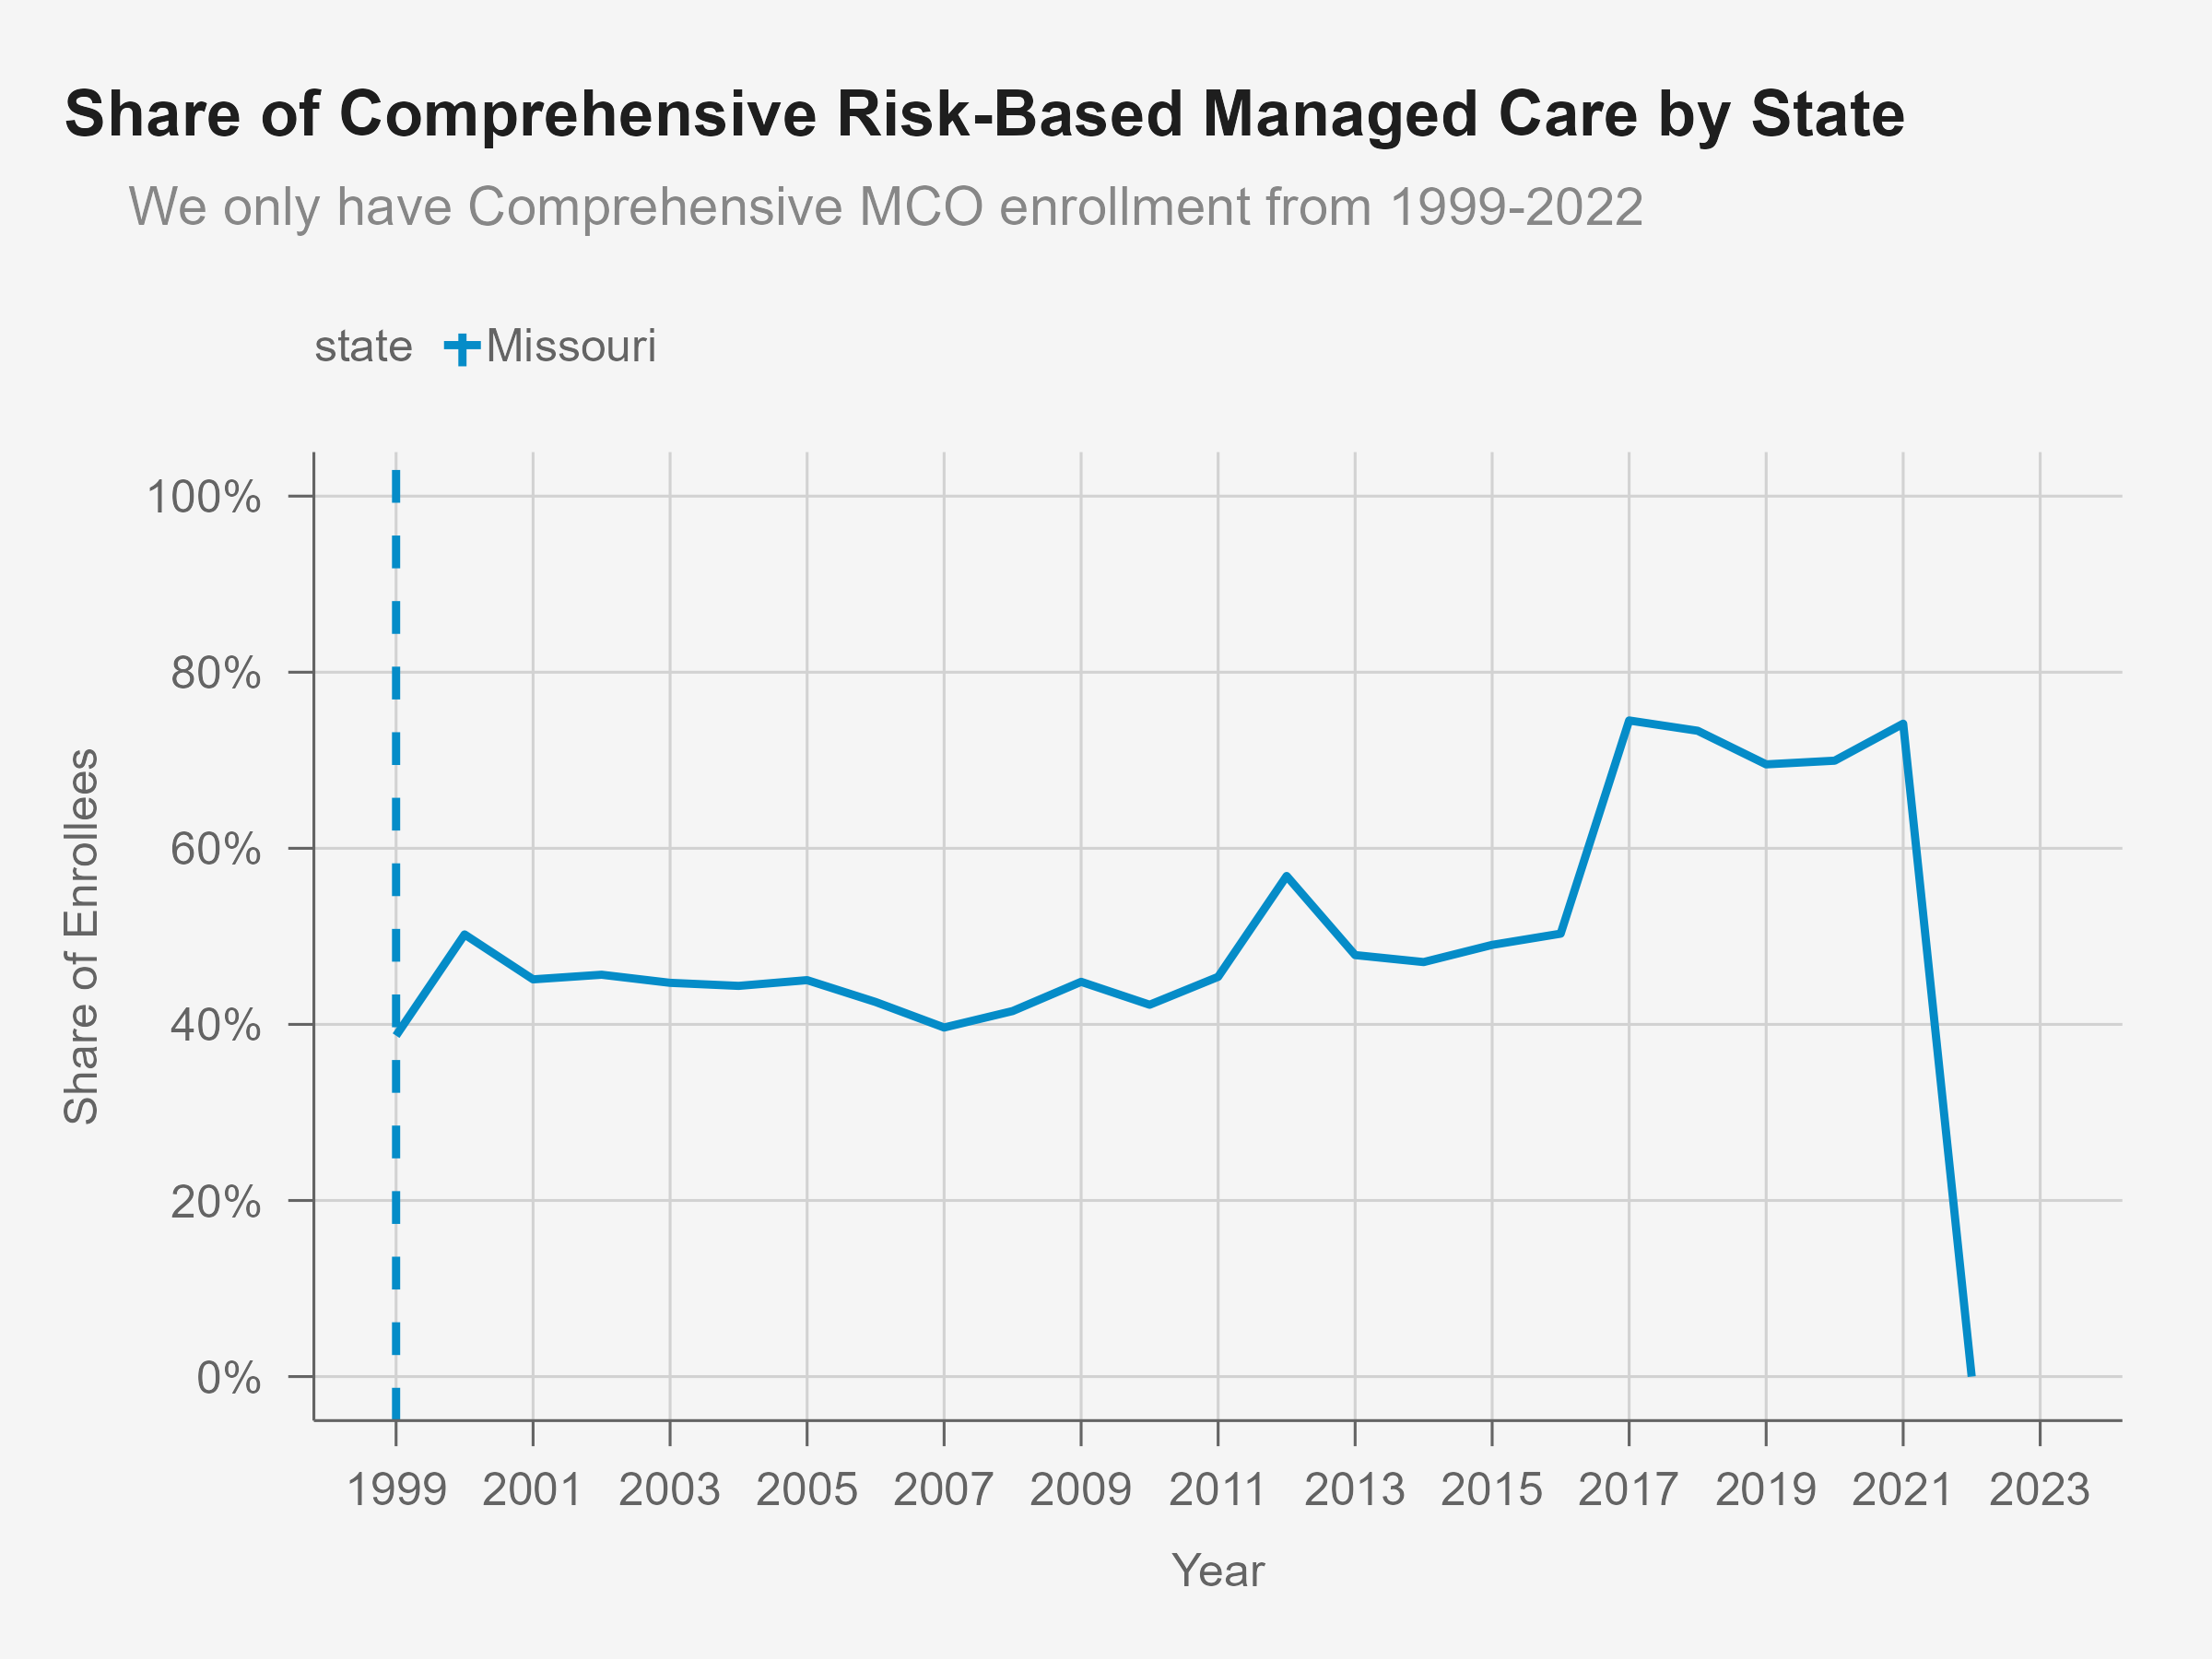 Share of Comprehensive Risk-Based Managed Care by State
We only have Comprehensive MCO enrollment from 1999-2022
state Missouri
100%
80%
60%
40%
20%
0%
Share of Enrollees
1999 2001 2003 2005 2007 2009 2011 2013 2015 2017 2019 2021 2023
Year